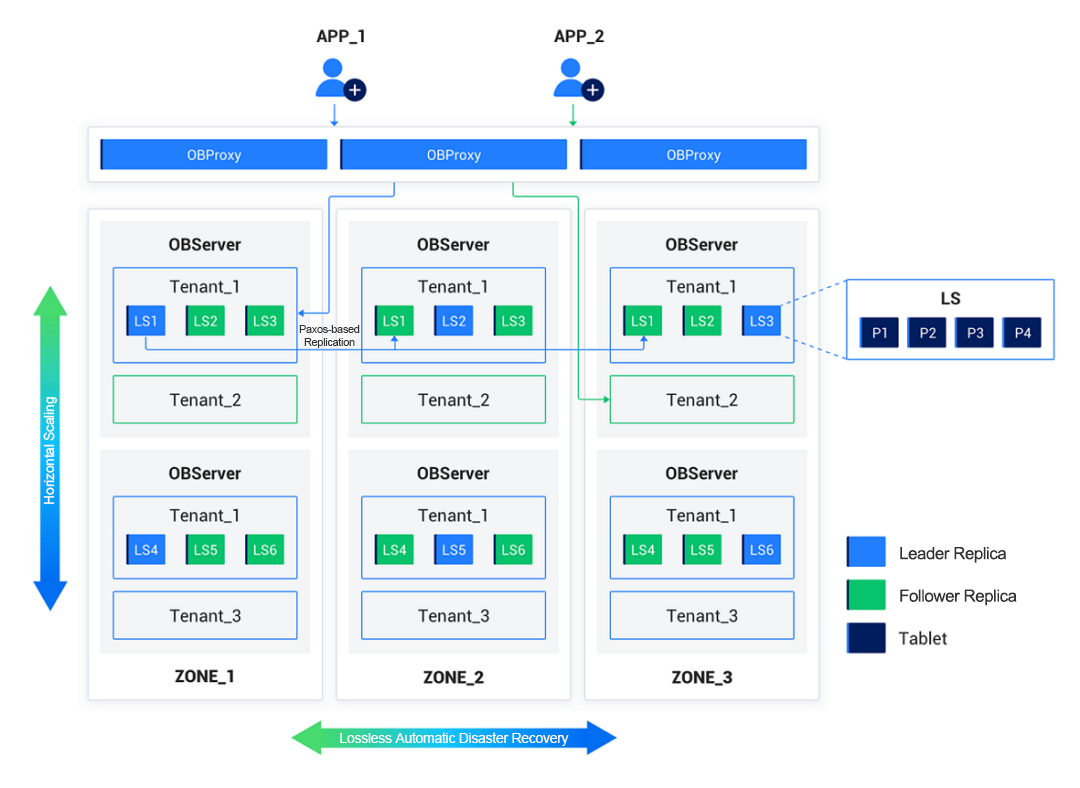 APP_1
APP_2
OBProxy
OBProxy
OBProxy
OBServer
Tenant_1
LS1
LS2
LS3
Tenant_2
OBServer
Tenant_1
LS1
LS2
LS3
Tenant_2
OBServer
Tenant_1
LS1
LS2
LS3
Tenant_2
Paxos-based
Replication
LS
P1
P2
P3
P4
Horizontal Scaling
OBServer
Tenant_1
LS4
LS5
LS6
Tenant_3
ZONE_1
OBServer
Tenant_1
LS4
LS5
LS6
Tenant_3
ZONE_2
OBServer
Tenant_1
LS4
LS5
LS6
Tenant_3
ZONE_3
Leader Replica
Follower Replica
Tablet
Lossless Automatic Disaster Recovery